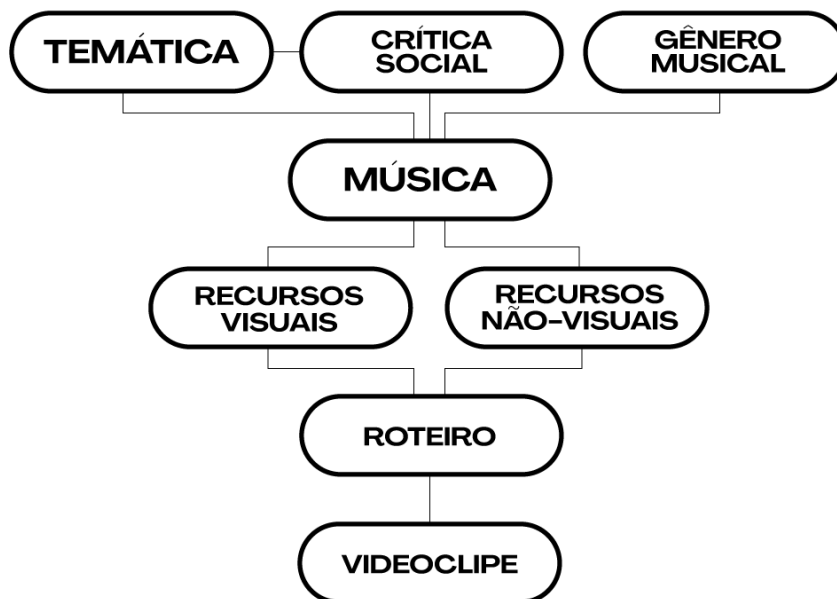 TEMÁTICA
CRÍTICA
SOCIAL
GÊNERO
MUSICAL
MÚSICA
RECURSOS
VISUAIS
RECURSOS
NÃO-VISUAIS
ROTEIRO
VIDEOCLIPE